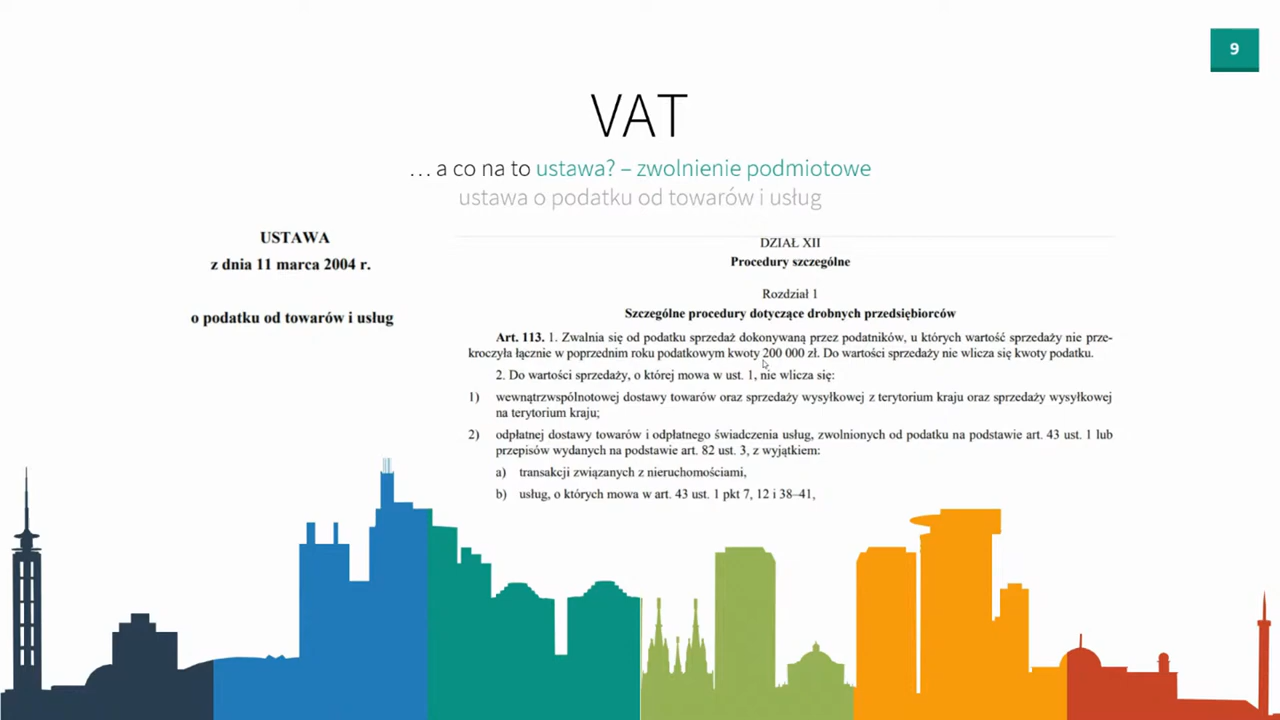 9
VAT
… a co na to ustawa? – zwolnienie podmiotowe
ustawa o podatku od towarów i usług
USTAWA
z dnia 11 marca 2004 r.
o podatku od towarów i usług
DZIAŁ XII
Procedury szczególne
Rozdział 1
Szczególne procedury dotyczące drobnych przedsiębiorców
Art. 113. 1. Zwalnia się od podatku sprzedaż dokonywaną przez podatników, u których wartość sprzedaży nie prze-
kroczyła łącznie w poprzednim roku podatkowym kwoty 200 000 zł. Do wartości sprzedaży nie wlicza się kwoty podatku.
2. Do wartości sprzedaży, o której mowa w ust. 1, nie wlicza się:
1) wewnątrzwspólnotowej dostawy towarów oraz sprzedaży wysyłkowej z terytorium kraju oraz sprzedaży wysyłkowej
na terytorium kraju;
2) odpłatnej dostawy towarów i odpłatnego świadczenia usług, zwolnionych od podatku na podstawie art. 43 ust. 1 lub
przepisów wydanych na podstawie art. 82 ust. 3, z wyjątkiem:
a) transakcji związanych z nieruchomościami,
b) usług, o których mowa w art. 43 ust. 1 pkt 7, 12 i 38–41,